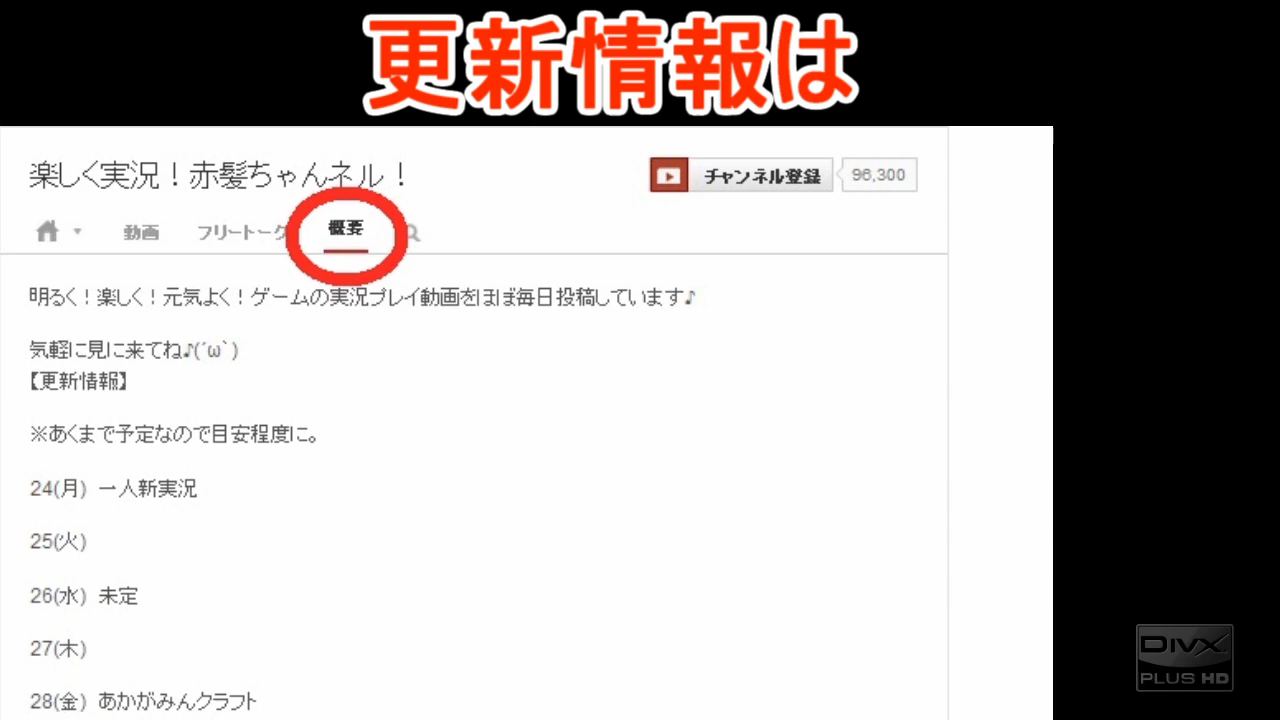 更新情報は
楽しく実況！赤髪ちゃんネル！
チャンネル登録 96,300
動画 フリートーク 概要
明るく！楽しく！元気よく！ゲームの実況プレイ動画をほぼ毎日投稿しています♪
気軽に見に来てね♪(´ω`)
【更新情報】
※あくまで予定なので目安程度に。
24(月) 一人新実況
25(火)
26(水) 未定
27(木)
28(金) あかがみんクラフト
DIVX
PLUS HD